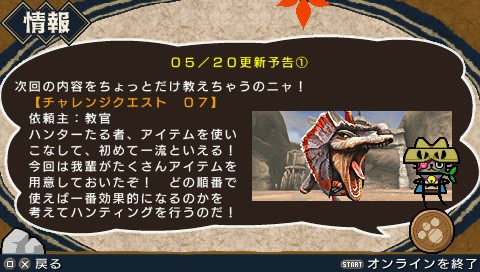 情報
05/20更新予告①
次回の内容をちょっとだけ教えちゃうのニャ!
【チャレンジクエスト 07】
依頼主:教官
ハンターたる者、アイテムを使い
こなして、初めて一流といえる!
今回は我輩がたくさんアイテムを
用意しておいたぞ! どの順番で
使えば一番効果的になるのかを
考えてハンティングを行うのだ!
□×戻る
START オンラインを終了